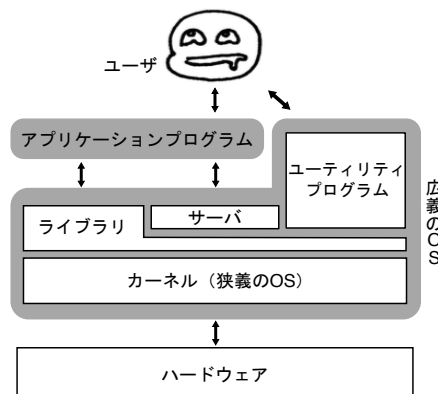 ユーザ
アプリケーションプログラム
ユーティリティ
プログラム
ライブラリ
サーバ
広義のOS
カーネル（狭義のOS）
ハードウェア